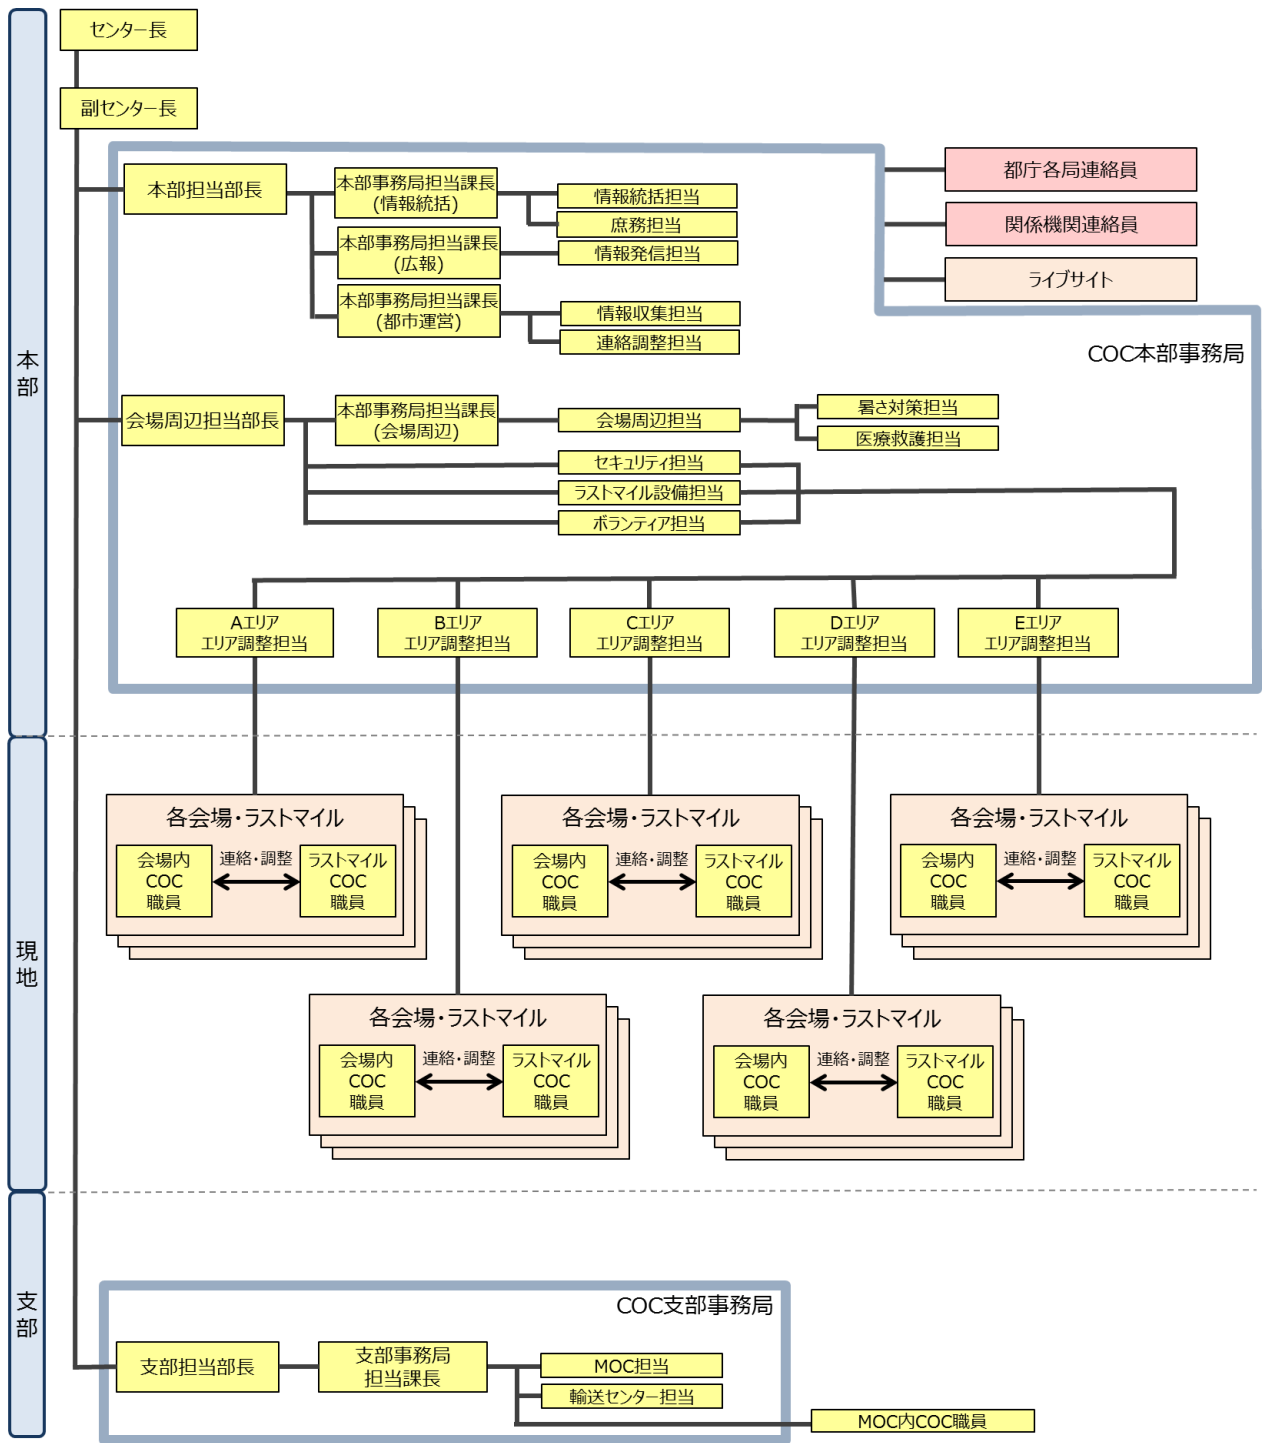 本部
センター長
副センター長
COC本部事務局
本部担当部長
本部事務局担当課長
(情報統括)
情報統括担当
庶務担当
本部事務局担当課長
(広報)
情報発信担当
本部事務局担当課長
(都市運営)
情報収集担当
連絡調整担当
都庁各局連絡員
関係機関連絡員
ライブサイト
会場周辺担当部長
本部事務局担当課長
(会場周辺)
会場周辺担当
暑さ対策担当
医療救護担当
セキュリティ担当
ラストマイル設備担当
ボランティア担当
Aエリア
エリア調整担当
Bエリア
エリア調整担当
Cエリア
エリア調整担当
Dエリア
エリア調整担当
Eエリア
エリア調整担当
現地
各会場・ラストマイル
会場内
COC
職員
連絡・調整
ラストマイル
COC
職員
各会場・ラストマイル
会場内
COC
職員
連絡・調整
ラストマイル
COC
職員
各会場・ラストマイル
会場内
COC
職員
連絡・調整
ラストマイル
COC
職員
各会場・ラストマイル
会場内
COC
職員
連絡・調整
ラストマイル
COC
職員
各会場・ラストマイル
会場内
COC
職員
連絡・調整
ラストマイル
COC
職員
支部
COC支部事務局
支部担当部長
支部事務局
担当課長
MOC担当
輸送センター担当
MOC内COC職員